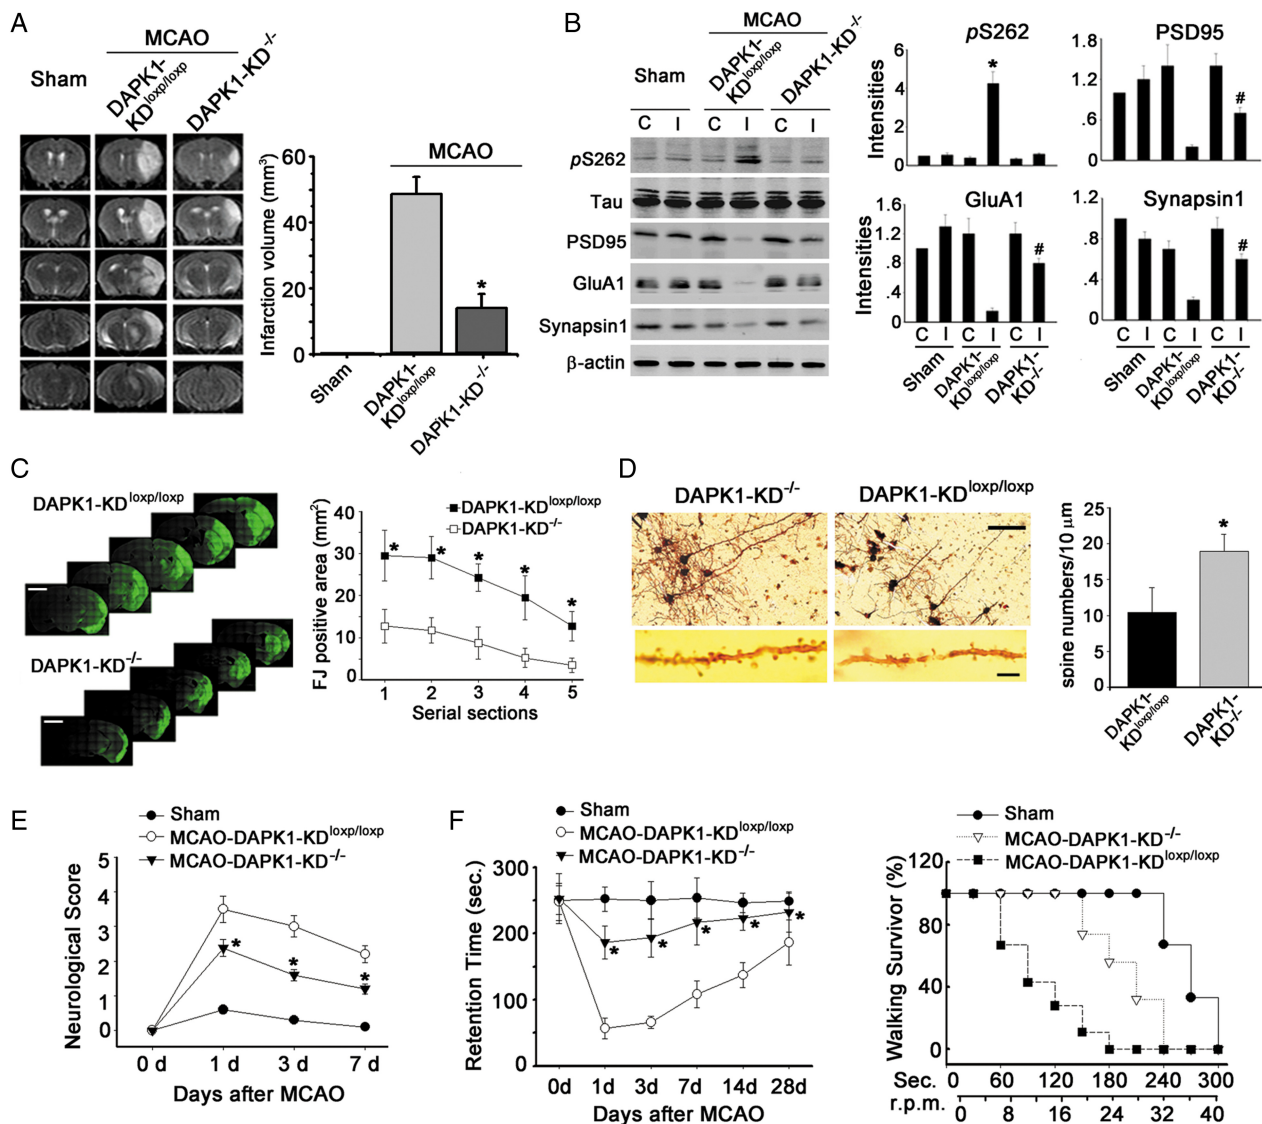 A
MCAO
Sham
DAPK1-
KD^loxp/loxp
DAPK1-KD^-/-
Infarction volume (mm³)
60
40
20
0
MCAO
*
Sham
DAPK1-
KD^loxp/loxp
DAPK1-KD^-/-
B
MCAO
Sham
DAPK1-
KD^loxp/loxp
DAPK1-KD^-/-
C I C I C I
pS262
Tau
PSD95
GluA1
Synapsin1
β-actin
pS262
Intensities
6
4
2
0
*
PSD95
1.8
1.2
.6
0
#
GluA1
Intensities
1.6
1.2
.8
.4
0
#
C I C I C I
Sham
DAPK1-
KD^loxp/loxp
DAPK1-
KD^-/-
Synapsin1
1.2
.8
.4
0
#
C I C I C I
Sham
DAPK1-
KD^loxp/loxp
DAPK1-
KD^-/-
C
DAPK1-KD^loxp/loxp
DAPK1-KD^-/-
DAPK1-KD^loxp/loxp
DAPK1-KD^-/-
FJ positive area (mm²)
40
30
20
10
0
* * * * *
1 2 3 4 5
Serial sections
D
DAPK1-KD^-/-
DAPK1-KD^loxp/loxp
spine numbers/10 µm
25
20
15
10
5
0
*
DAPK1-
KD^loxp/loxp
DAPK1-
KD^-/-
E
Sham
MCAO-DAPK1-KD^loxp/loxp
MCAO-DAPK1-KD^-/-
Neurological Score
5
4
3
2
1
0
* * *
0 d 1 d 3 d 7 d
Days after MCAO
F
Sham
MCAO-DAPK1-KD^loxp/loxp
MCAO-DAPK1-KD^-/-
Retention Time (sec.)
300
200
100
0
* * * * *
0d 1d 3d 7d 14d 28d
Days after MCAO
Sham
MCAO-DAPK1-KD^-/-
MCAO-DAPK1-KD^loxp/loxp
Walking Survivor (%)
120
80
40
0
Sec. 0 60 120 180 240 300
r.p.m. 0 8 16 24 32 40